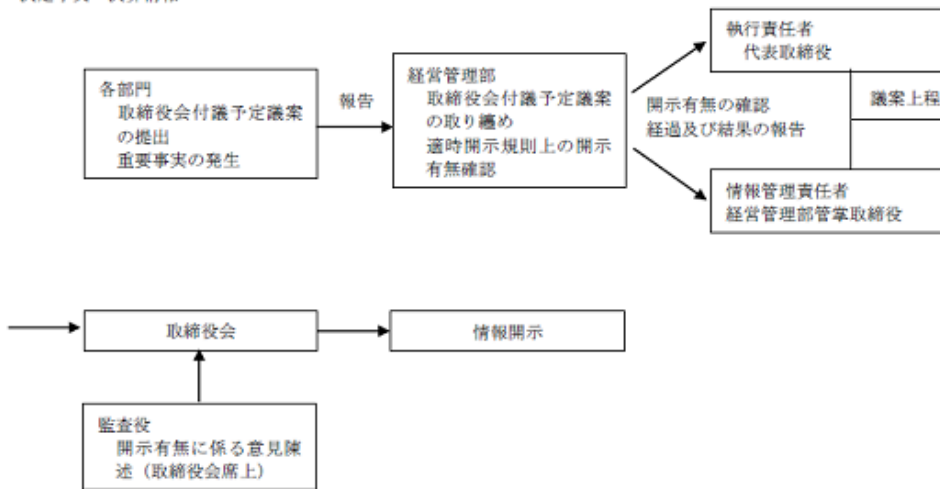 各部門
取締役会付議予定議案
の提出
重要事実の発生
報告
経営管理部
取締役会付議予定議案
の取り纏め
適時開示規則上の開示
有無確認
開示有無の確認
経過及び結果の報告
執行責任者
代表取締役
議案上程
情報管理責任者
経営管理部管掌取締役
取締役会
情報開示
監査役
開示有無に係る意見陳
述（取締役会席上）